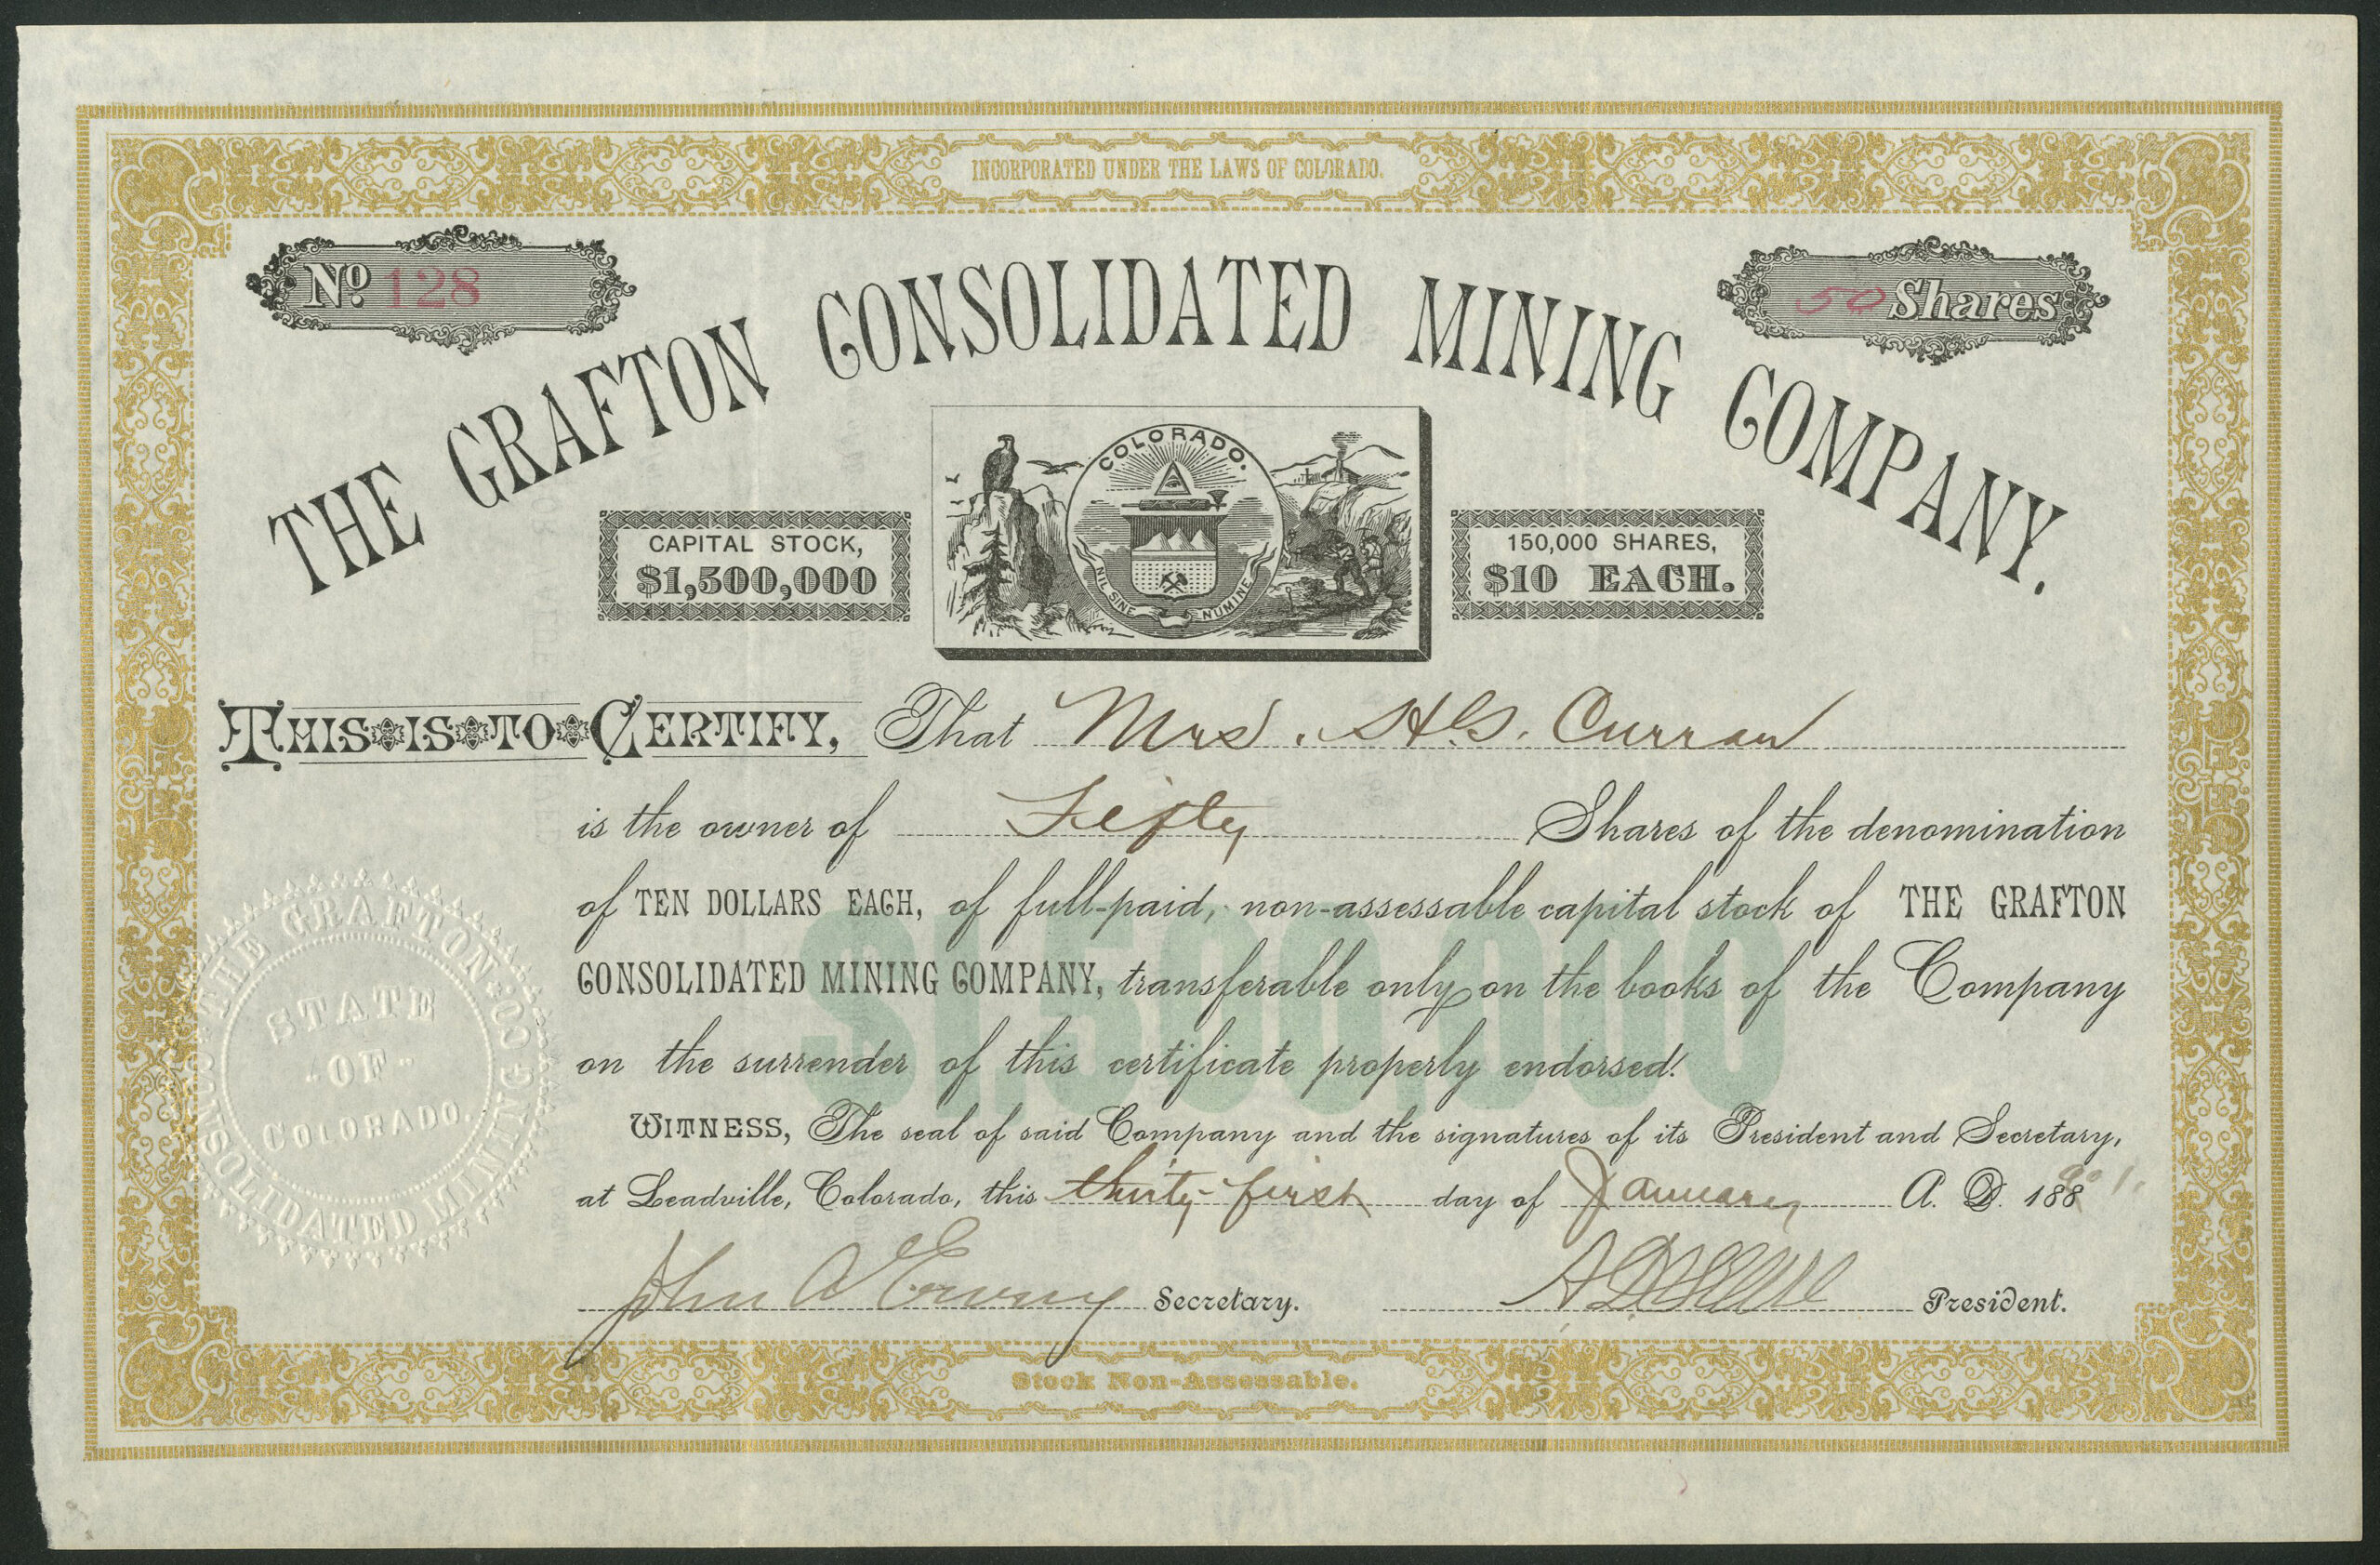 INCORPORATED UNDER THE LAWS OF COLORADO.
No. 128
50 Shares
THE GRAFTON CONSOLIDATED MINING COMPANY.
COLORADO.
NIL SINE NUMINE
CAPITAL STOCK,
$1,500,000
150,000 SHARES,
$10 EACH.
THIS IS TO CERTIFY, That Mrs. Curran
is the owner of Fifty Shares of the denomination
of TEN DOLLARS EACH, of full-paid, non-assessable capital stock of THE GRAFTON
CONSOLIDATED MINING COMPANY, transferable only on the books of the Company
on the surrender of this certificate properly endorsed.
$1,500,000
WITNESS, The seal of said Company and the signatures of its President and Secretary,
at Leadville, Colorado, this thirty-first day of January A. D. 188
John Secretary. President.
THE GRAFTON CONSOLIDATED MINING CO.
STATE
OF
COLORADO.
Stock Non-Assessable.